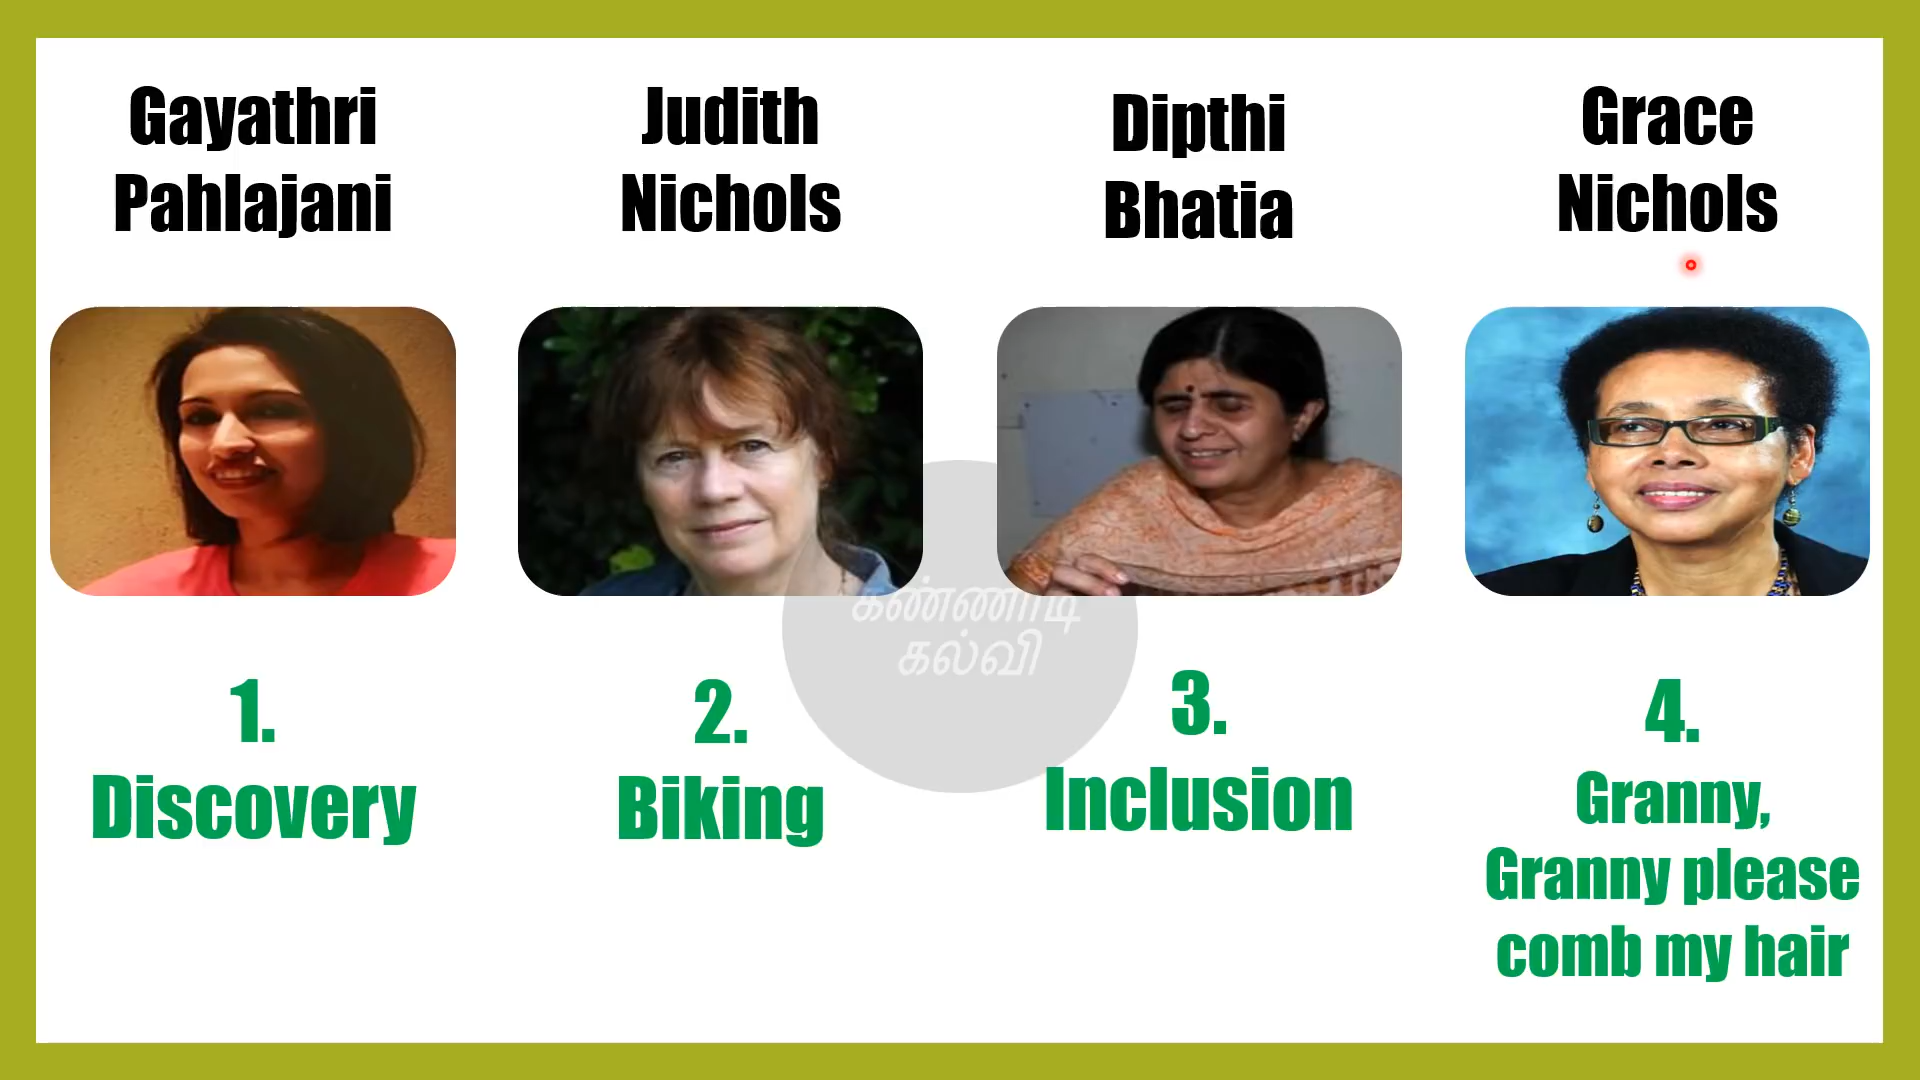 Gayathri
Pahlajani
Judith
Nichols
Dipthi
Bhatia
Grace
Nichols
கண்ணாடி
கல்வி
1.
Discovery
2.
Biking
3.
Inclusion
4.
Granny,
Granny please
comb my hair